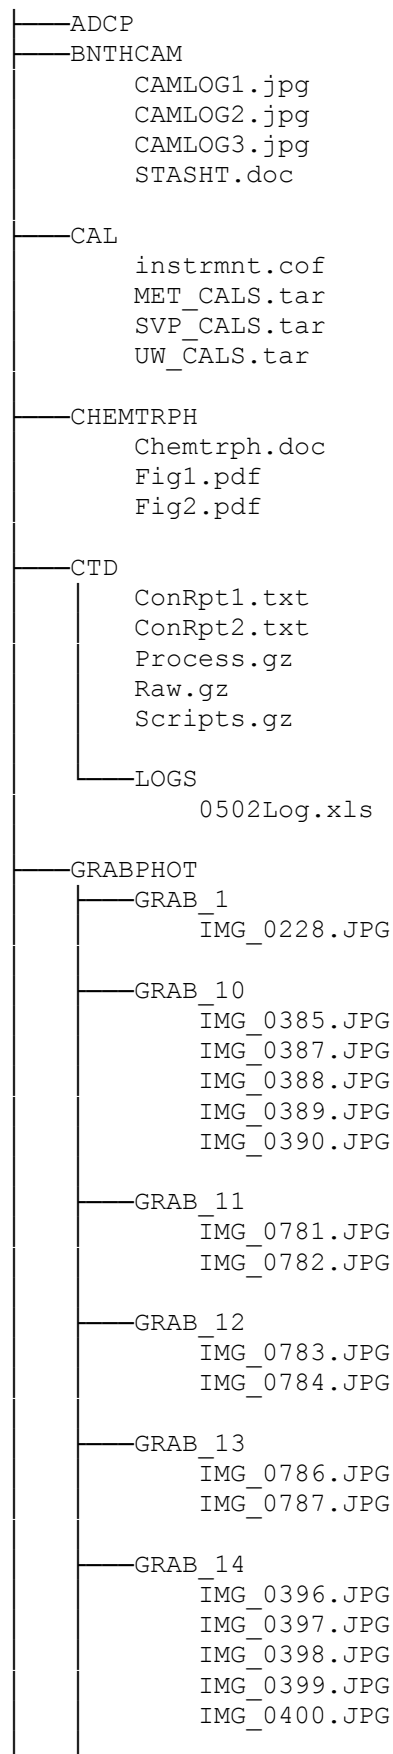 ADCP
BNTHCAM
CAMLOG1.jpg
CAMLOG2.jpg
CAMLOG3.jpg
STASHT.doc
CAL
instrmnt.cof
MET_CALS.tar
SVP_CALS.tar
UW_CALS.tar
CHEMTRPH
Chemtrph.doc
Fig1.pdf
Fig2.pdf
CTD
ConRpt1.txt
ConRpt2.txt
Process.gz
Raw.gz
Scripts.gz
LOGS
0502Log.xls
GRABPHOT
GRAB_1
IMG_0228.JPG
GRAB_10
IMG_0385.JPG
IMG_0387.JPG
IMG_0388.JPG
IMG_0389.JPG
IMG_0390.JPG
GRAB_11
IMG_0781.JPG
IMG_0782.JPG
GRAB_12
IMG_0783.JPG
IMG_0784.JPG
GRAB_13
IMG_0786.JPG
IMG_0787.JPG
GRAB_14
IMG_0396.JPG
IMG_0397.JPG
IMG_0398.JPG
IMG_0399.JPG
IMG_0400.JPG